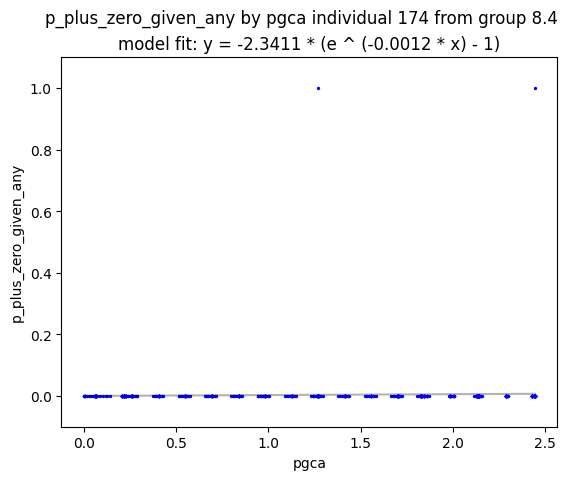 p_plus_zero_given_any by pgca individual 174 from group 8.4
model fit: y = -2.3411 * (e ^ (-0.0012 * x) - 1)
1.0
0.8
0.6
0.4
0.2
0.0
p_plus_zero_given_any
0.0 0.5 1.0 1.5 2.0 2.5
pgca